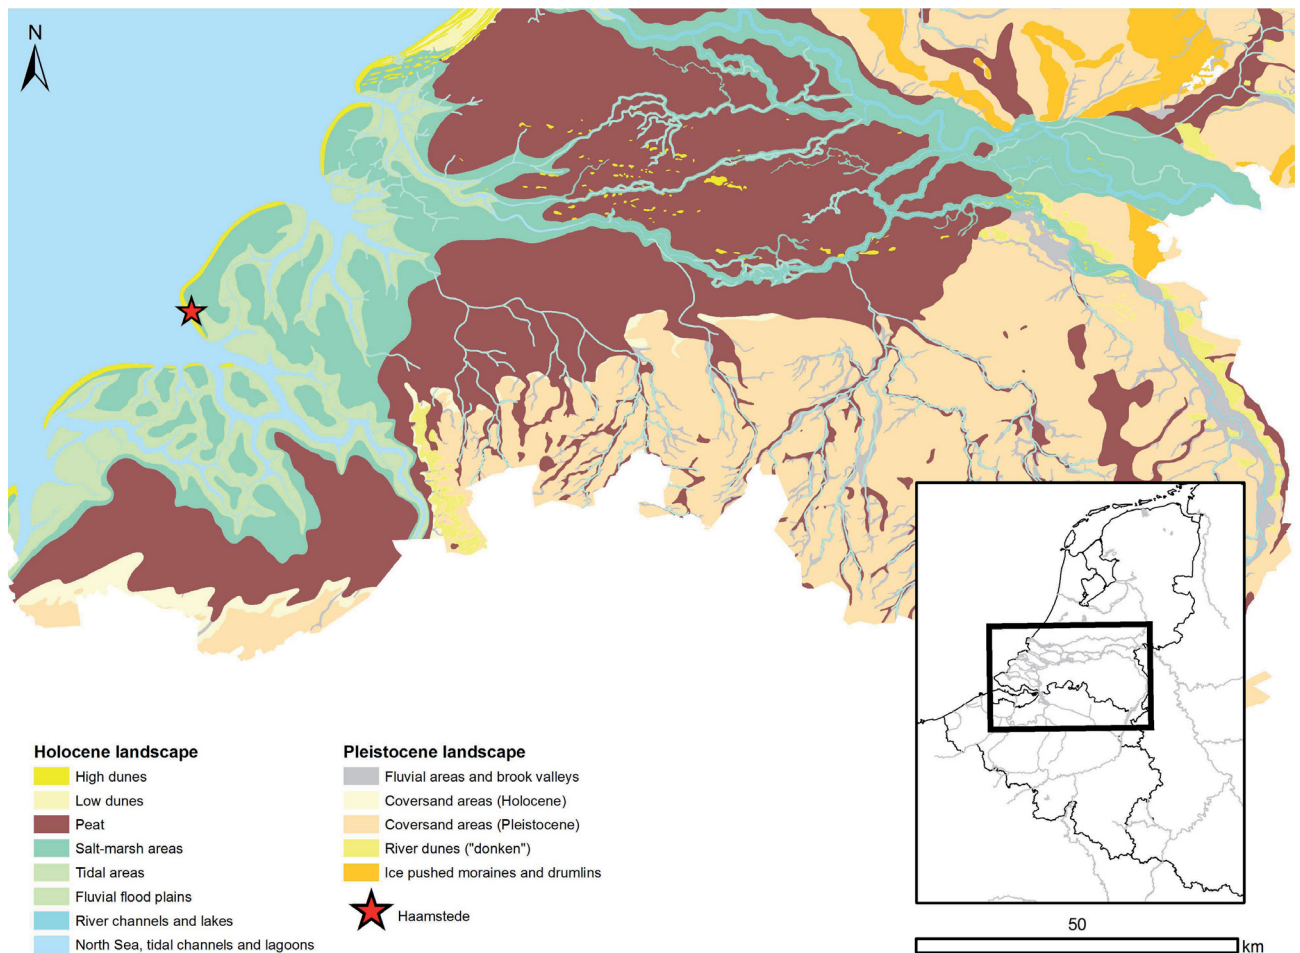 N
Holocene landscape
High dunes
Low dunes
Peat
Salt-marsh areas
Tidal areas
Fluvial flood plains
River channels and lakes
North Sea, tidal channels and lagoons
Pleistocene landscape
Fluvial areas and brook valleys
Coversand areas (Holocene)
Coversand areas (Pleistocene)
River dunes ("donken")
Ice pushed moraines and drumlins
Haamstede
50
km